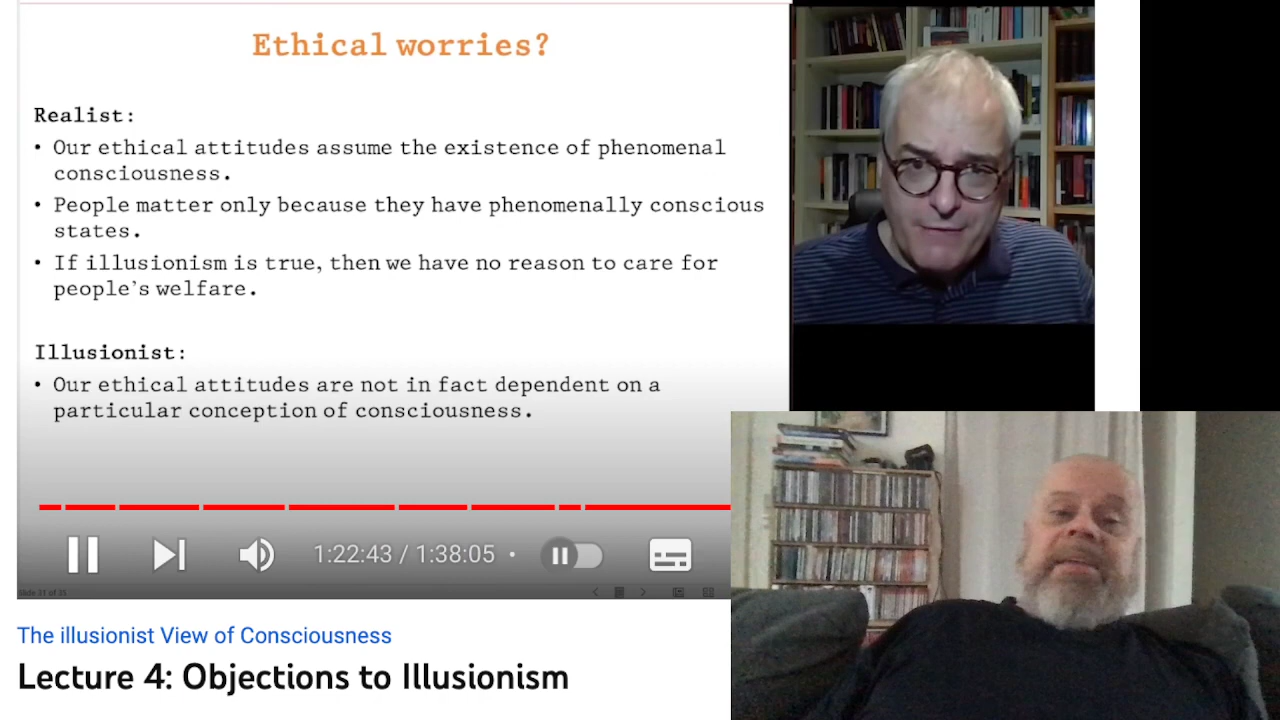 Ethical worries?
Realist:
• Our ethical attitudes assume the existence of phenomenal
consciousness.
• People matter only because they have phenomenally conscious
states.
• If illusionism is true, then we have no reason to care for
people's welfare.
Illusionist:
• Our ethical attitudes are not in fact dependent on a
particular conception of consciousness.
1:22:43 / 1:38:05 •
The illusionist View of Consciousness
Lecture 4: Objections to Illusionism